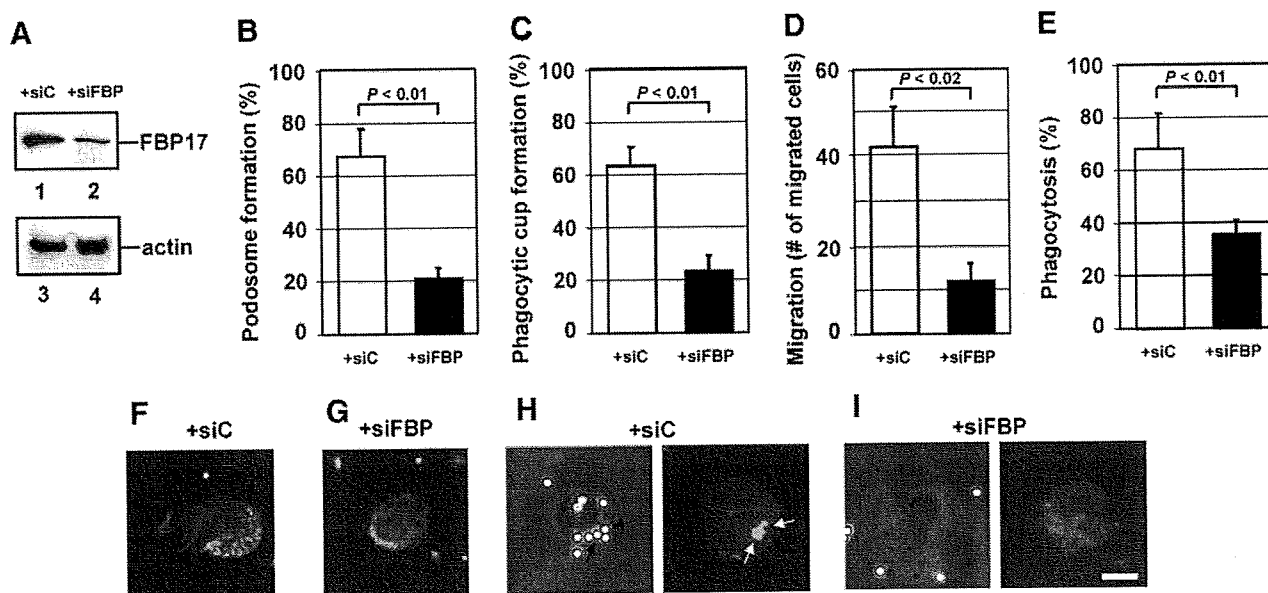 A
+siC +siFBP
FBP17
1 2
actin
3 4
B
Podosome formation (%)
100
80
60
40
20
0
P < 0.01
+siC +siFBP
C
Phagocytic cup formation (%)
100
80
60
40
20
0
P < 0.01
+siC +siFBP
D
Migration (# of migrated cells)
60
40
20
0
P < 0.02
+siC +siFBP
E
Phagocytosis (%)
100
80
60
40
20
0
P < 0.01
+siC +siFBP
F
+siC
G
+siFBP
H
+siC
I
+siFBP